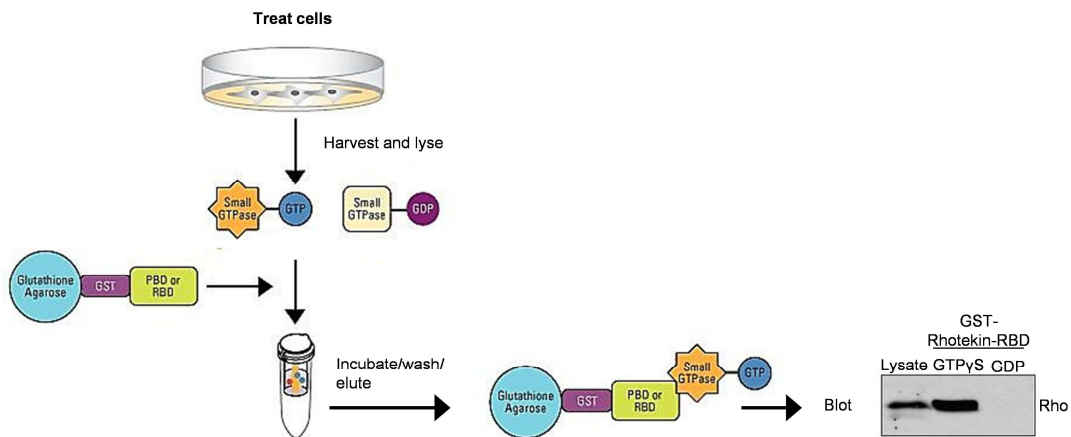 Treat cells
Harvest and lyse
Small
GTPase
GTP
Small
GTPase
GDP
Glutathione
Agarose
GST
PBD or
RBD
Incubate/wash/
elute
Glutathione
Agarose
GST
PBD or
RBD
Small
GTPase
GTP
Blot
GST-
Rhotekin-RBD
Lysate GTPγS GDP
Rho